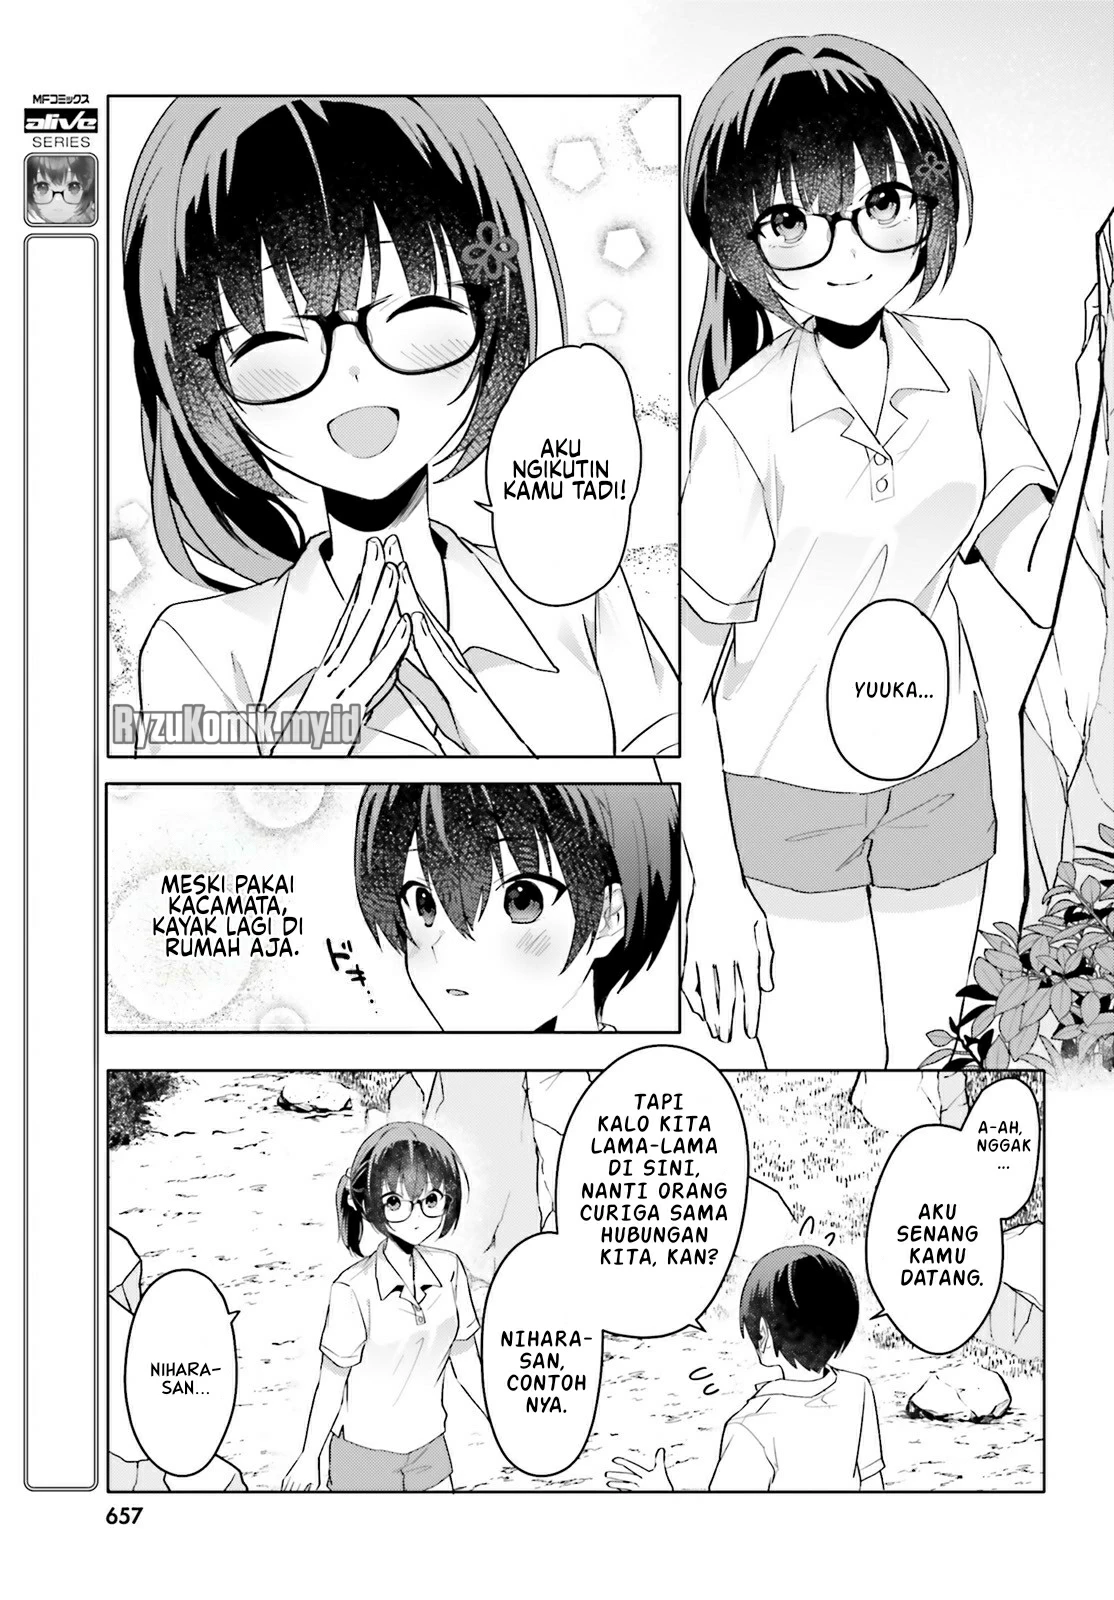 MFコミックス
alive
SERIES
YUUKA...
AKU
NGIKUTIN
KAMU TADI!
RyzuKomik.my.id
MESKI PAKAI
KACAMATA,
KAYAK LAGI DI
RUMAH AJA.
ドキ...
A-AH,
NGGAK
...
AKU
SENANG
KAMU
DATANG.
TAPI
KALO KITA
LAMA-LAMA
DI SINI,
NANTI ORANG
CURIGA SAMA
HUBUNGAN
KITA, KAN?
NIHARA-
SAN,
CONTOH
NYA.
NIHARA-
SAN...
657